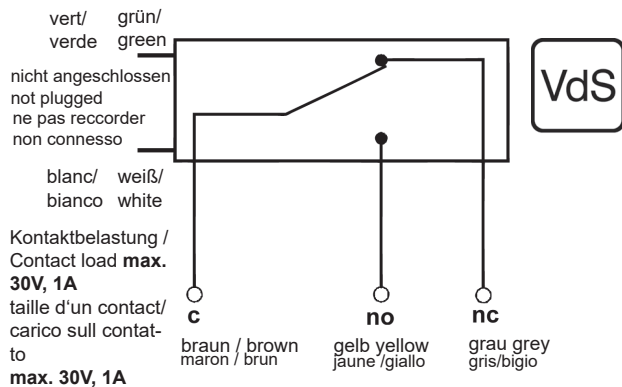 vert/ grün/
verde green
nicht angeschlossen
not plugged
ne pas reccorder
non connesso
blanc/ weiß/
bianco white
VdS
Kontaktbelastung /
Contact load max.
30V, 1A
taille d'un contact/
carico sull contat-
to
max. 30V, 1A
c
braun / brown
maron / brun
no
gelb yellow
jaune /giallo
nc
grau grey
gris/bigio